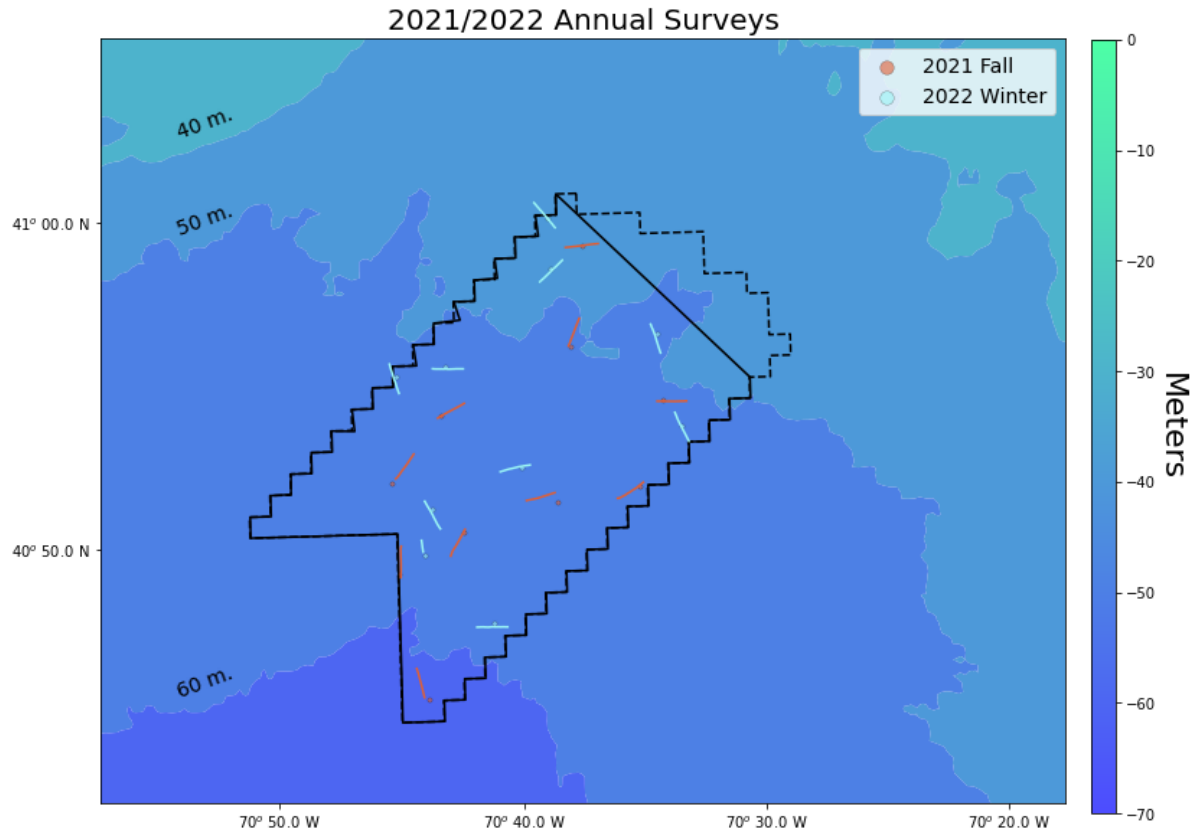 2021/2022 Annual Surveys
2021 Fall
2022 Winter
40 m.
50 m.
60 m.
41° 00.0 N
40° 50.0 N
70° 50.0 W
70° 40.0 W
70° 30.0 W
70° 20.0 W
0
−10
−20
−30
−40
−50
−60
−70
Meters